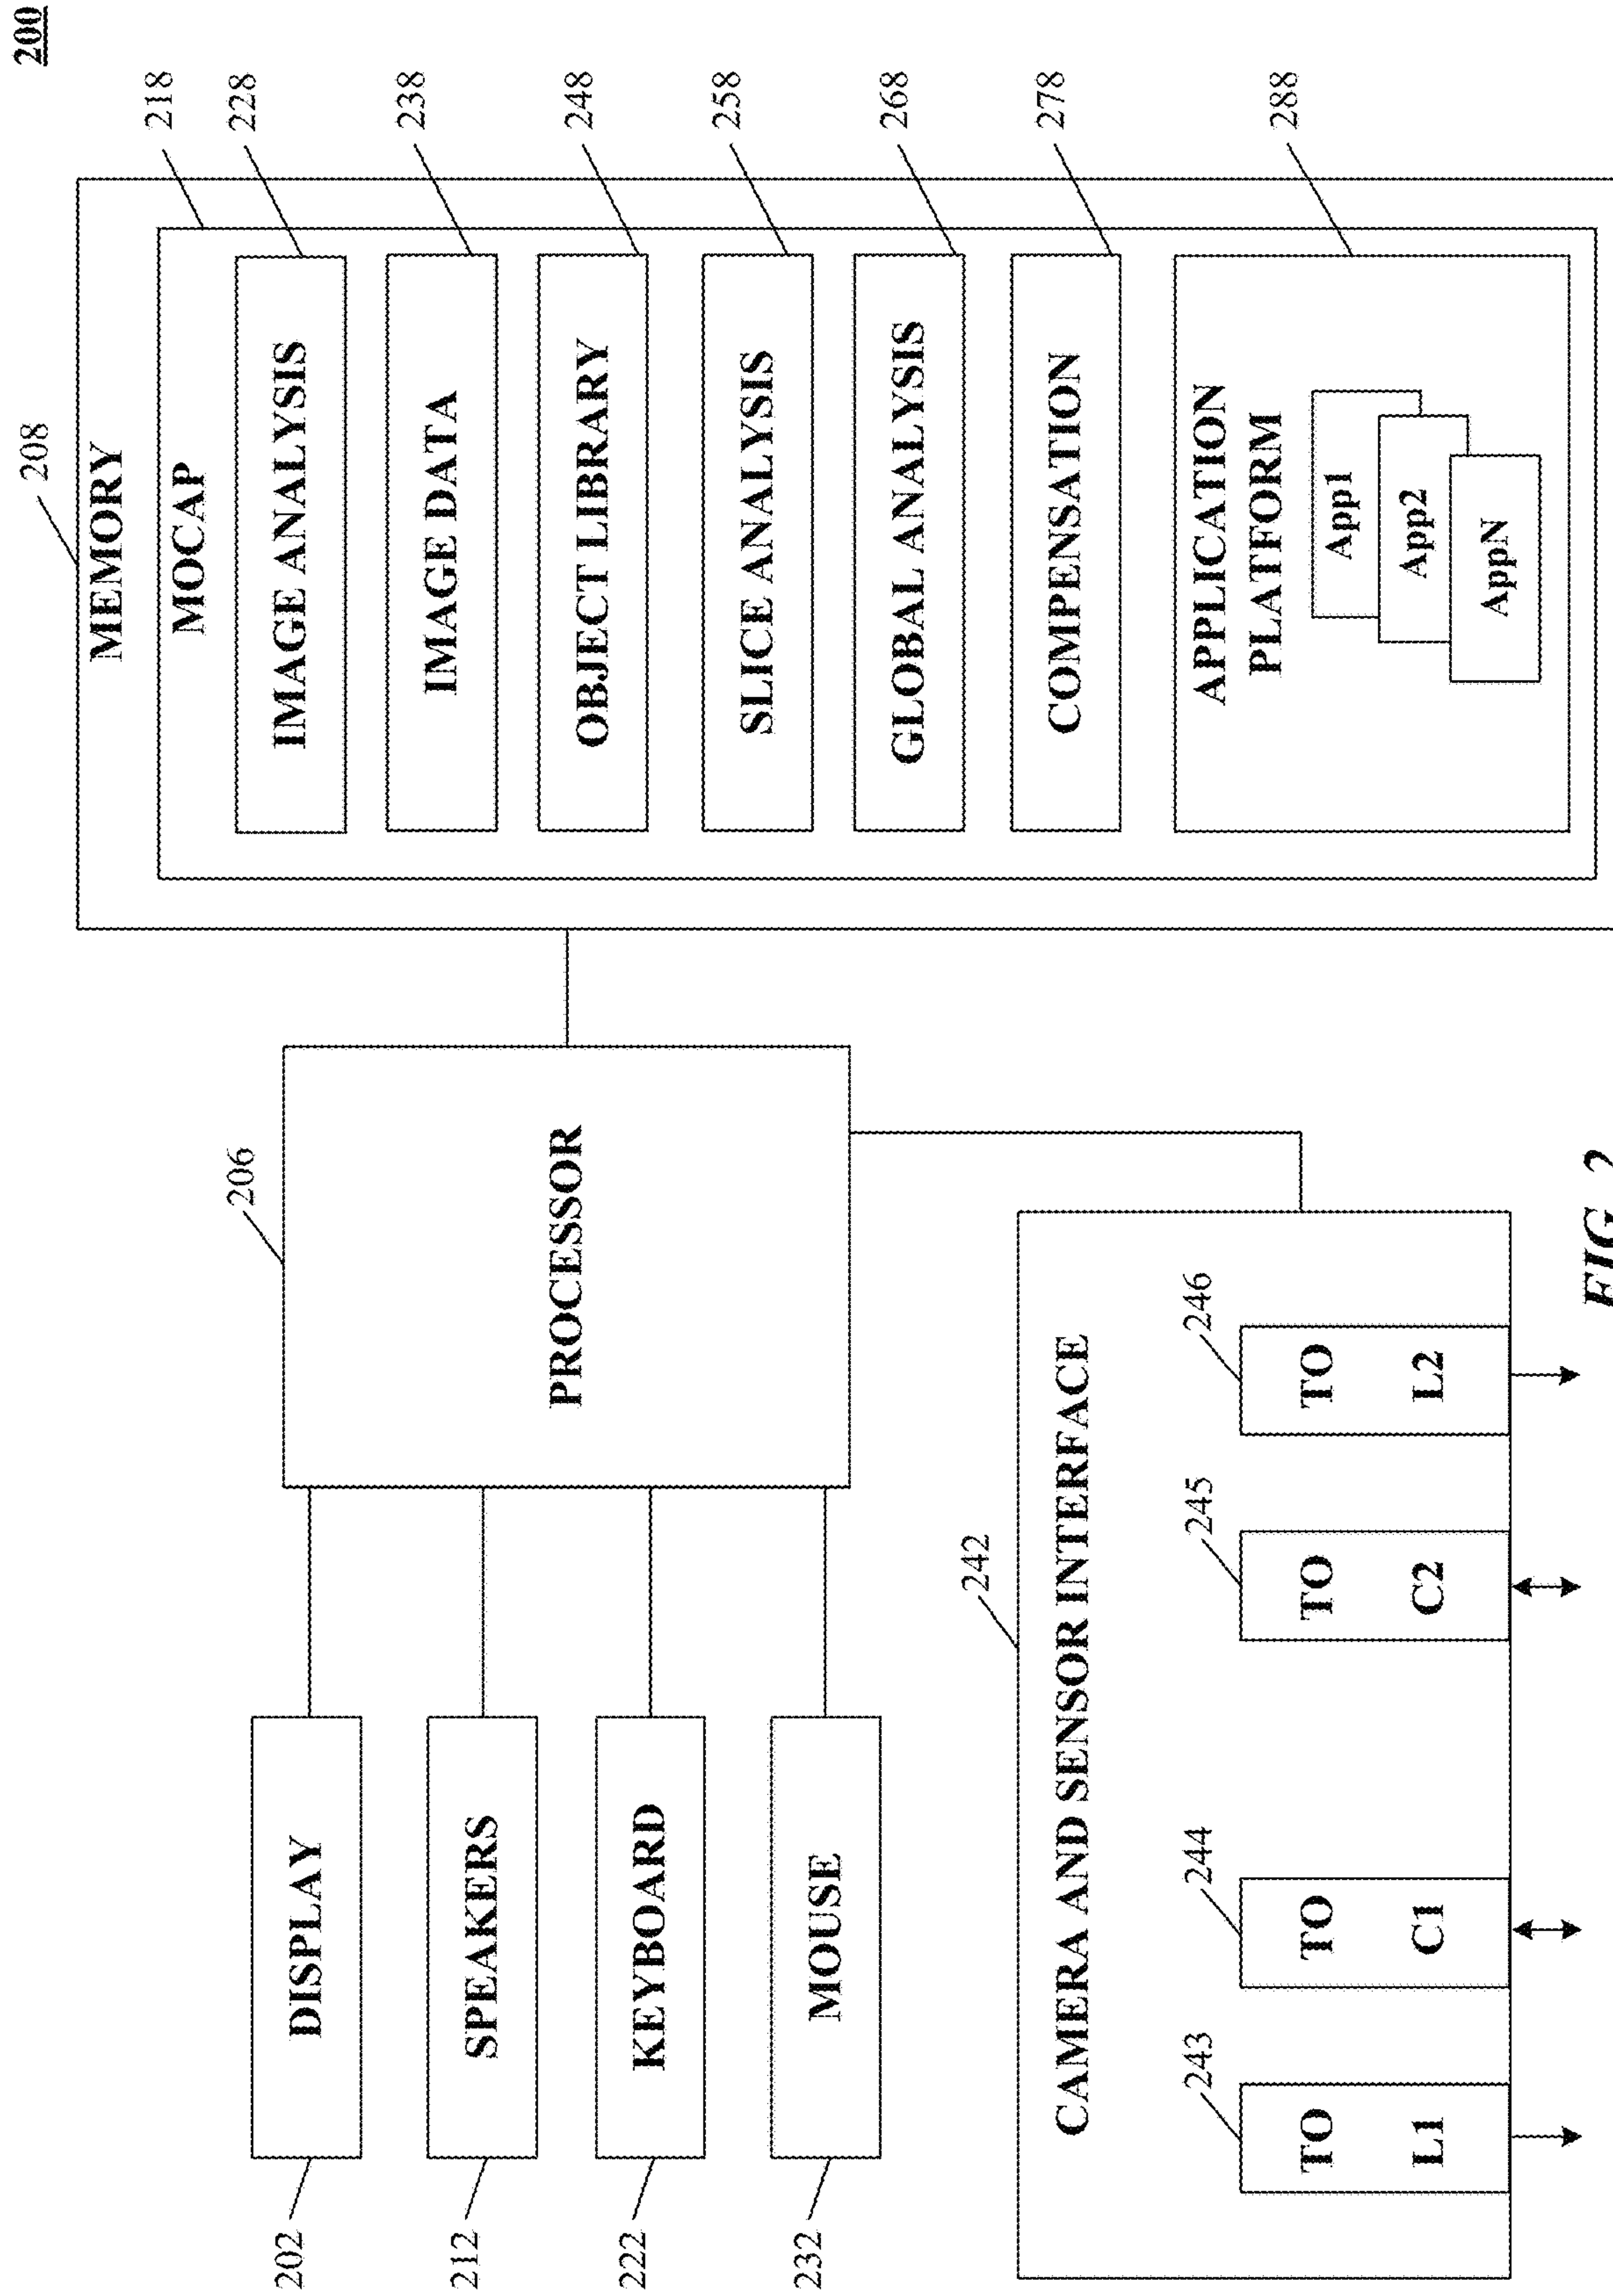 200
202
DISPLAY
212
SPEAKERS
222
KEYBOARD
232
MOUSE
206
PROCESSOR
208
MEMORY
218
MOCAP
228
IMAGE ANALYSIS
238
IMAGE DATA
248
OBJECT LIBRARY
258
SLICE ANALYSIS
268
GLOBAL ANALYSIS
278
COMPENSATION
288
APPLICATION
PLATFORM
App1
App2
AppN
242
CAMERA AND SENSOR INTERFACE
243
TO
L1
244
TO
C1
245
TO
C2
246
TO
L2
FIG. 2